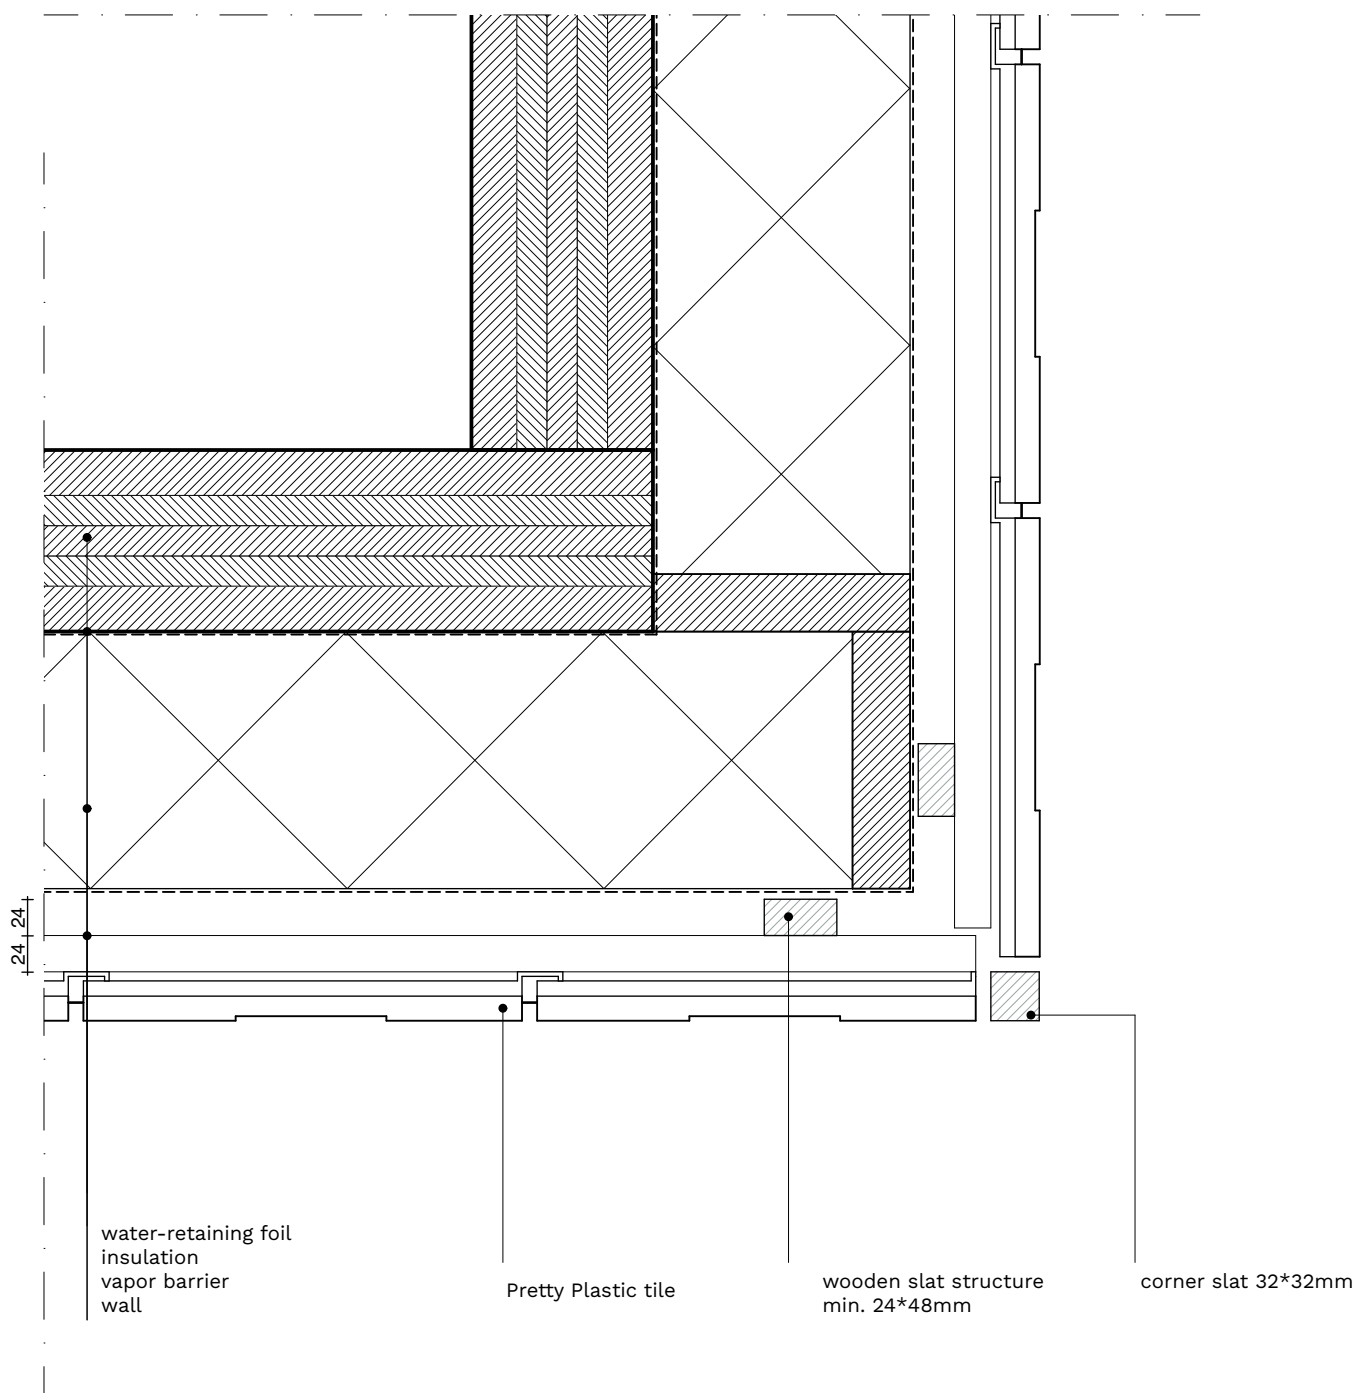 24
24
water-retaining foil
insulation
vapor barrier
wall
Pretty Plastic tile
wooden slat structure
min. 24*48mm
corner slat 32*32mm